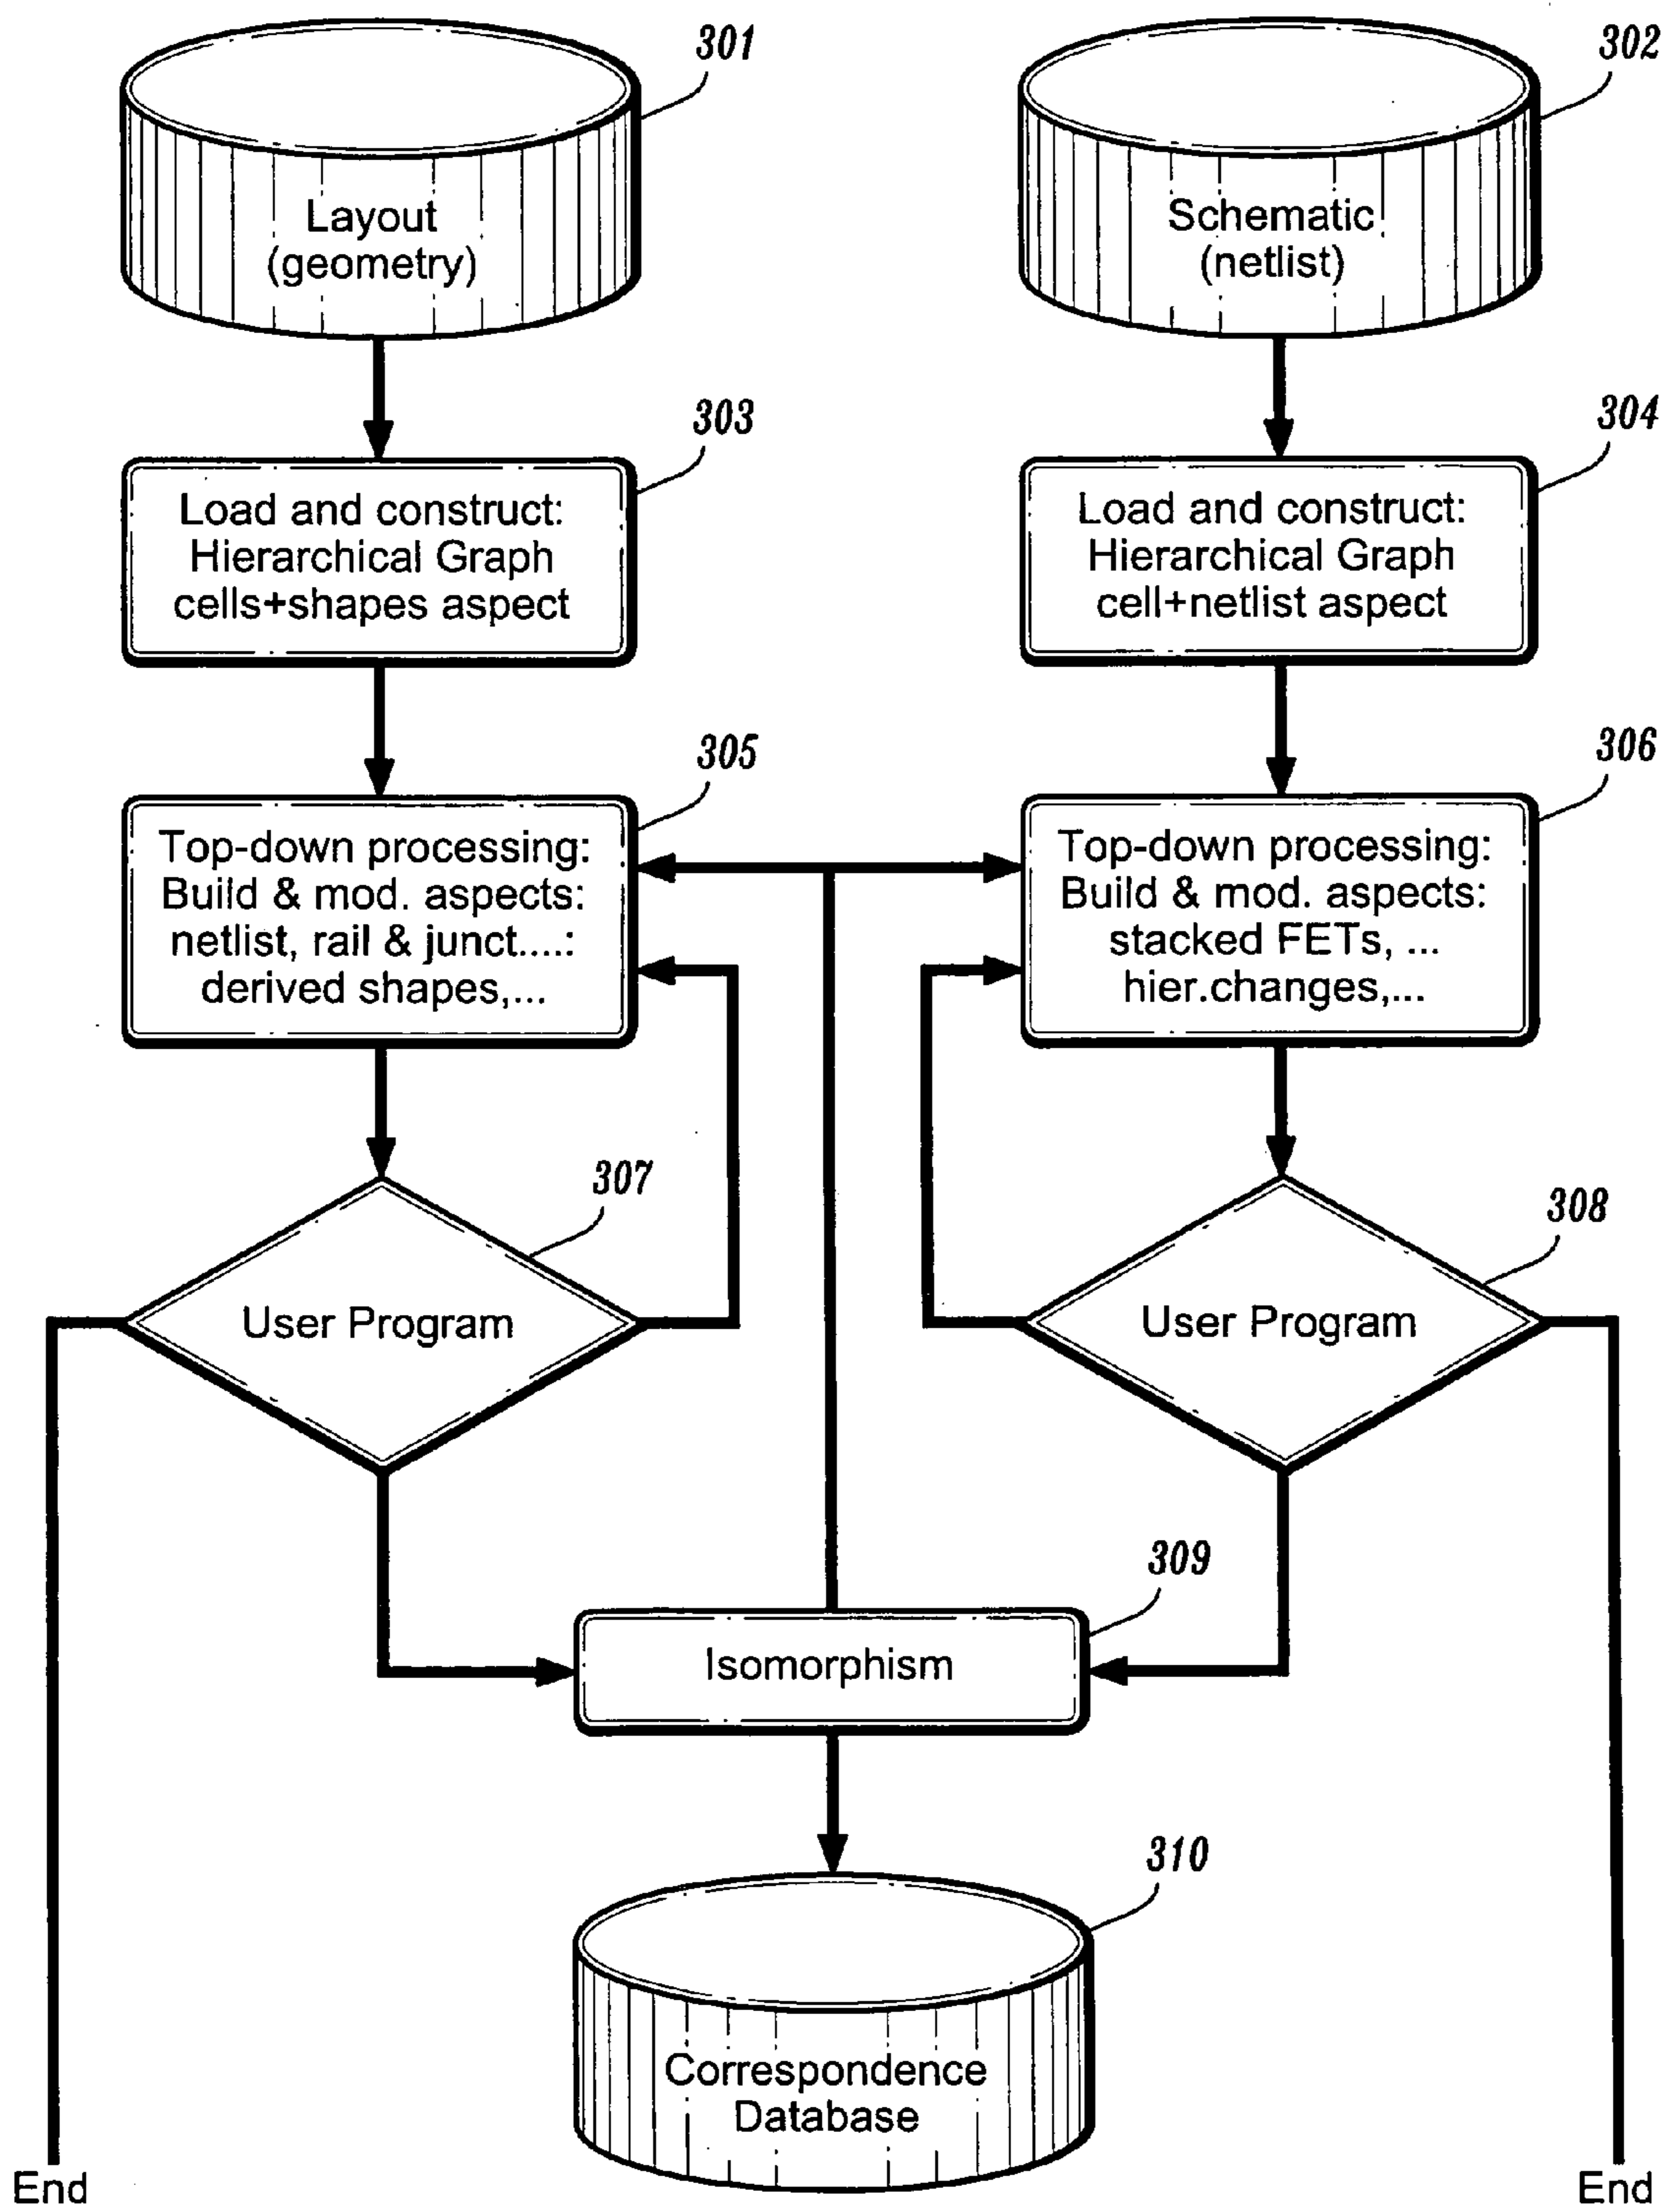 301
302
Layout
(geometry)
Schematic
(netlist)
303
304
Load and construct:
Hierarchical Graph
cells+shapes aspect
Load and construct:
Hierarchical Graph
cell+netlist aspect
305
306
Top-down processing:
Build & mod. aspects:
netlist, rail & junct....:
derived shapes,...
Top-down processing:
Build & mod. aspects:
stacked FETs, ...
hier.changes,...
307
308
User Program
User Program
309
Isomorphism
310
Correspondence
Database
End
End